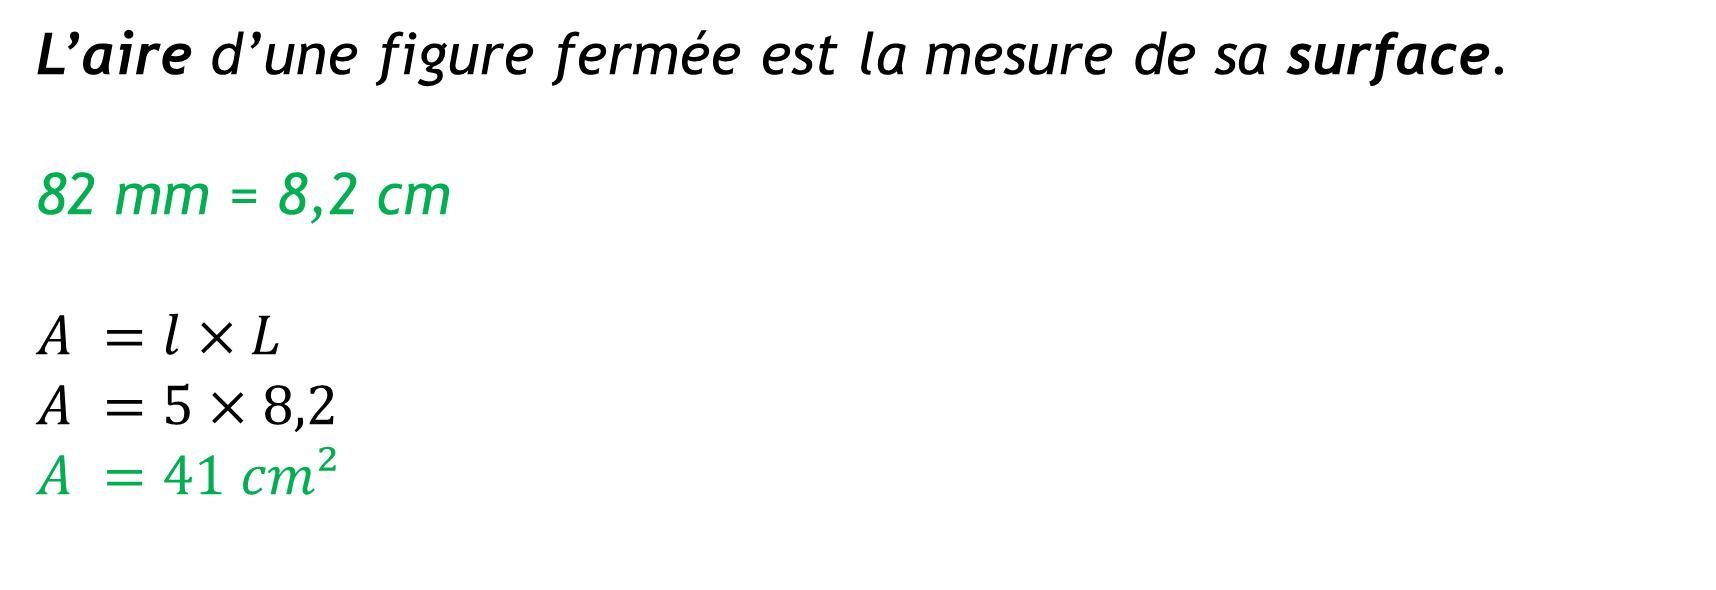 L’aire d’une figure fermée est la mesure de sa surface.
82 mm = 8,2 cm
A = l × L
A = 5 × 8,2
A = 41 cm²